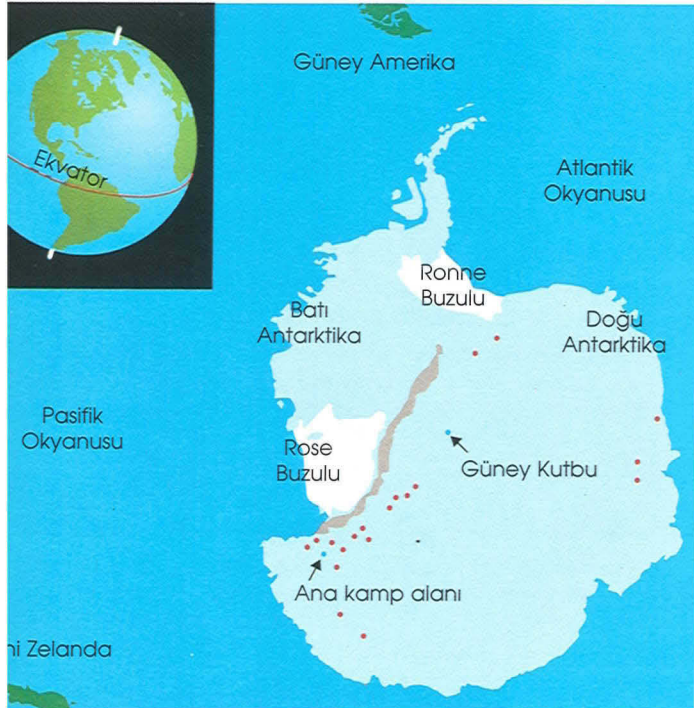 Güney Amerika
Ekvator
Atlantik
Okyanusu
Ronne
Buzulu
Batı
Antarktika
Doğu
Antarktika
Pasifik
Okyanusu
Rose
Buzulu
Güney Kutbu
Ana kamp alanı
ni Zelanda